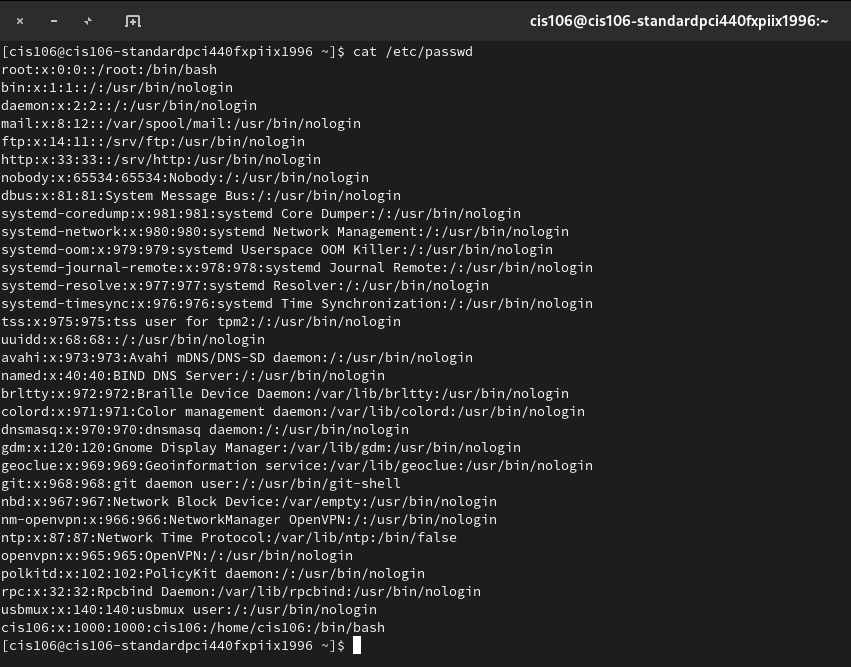 cis106@cis106-standardpci440fxpiix1996:~
[cis106@cis106-standardpci440fxpiix1996 ~]$ cat /etc/passwd
root:x:0:0::/root:/bin/bash
bin:x:1:1::/:/usr/bin/nologin
daemon:x:2:2::/:/usr/bin/nologin
mail:x:8:12::/var/spool/mail:/usr/bin/nologin
ftp:x:14:11::/srv/ftp:/usr/bin/nologin
http:x:33:33::/srv/http:/usr/bin/nologin
nobody:x:65534:65534:Nobody:/:/usr/bin/nologin
dbus:x:81:81:System Message Bus:/:/usr/bin/nologin
systemd-coredump:x:981:981:systemd Core Dumper:/:/usr/bin/nologin
systemd-network:x:980:980:systemd Network Management:/:/usr/bin/nologin
systemd-oom:x:979:979:systemd Userspace OOM Killer:/:/usr/bin/nologin
systemd-journal-remote:x:978:978:systemd Journal Remote:/:/usr/bin/nologin
systemd-resolve:x:977:977:systemd Resolver:/:/usr/bin/nologin
systemd-timesync:x:976:976:systemd Time Synchronization:/:/usr/bin/nologin
tss:x:975:975:tss user for tpm2:/:/usr/bin/nologin
uuidd:x:68:68::/:/usr/bin/nologin
avahi:x:973:973:Avahi mDNS/DNS-SD daemon:/:/usr/bin/nologin
named:x:40:40:BIND DNS Server:/:/usr/bin/nologin
brltty:x:972:972:Braille Device Daemon:/var/lib/brltty:/usr/bin/nologin
colord:x:971:971:Color management daemon:/var/lib/colord:/usr/bin/nologin
dnsmasq:x:970:970:dnsmasq daemon:/:/usr/bin/nologin
gdm:x:120:120:Gnome Display Manager:/var/lib/gdm:/usr/bin/nologin
geoclue:x:969:969:Geoinformation service:/var/lib/geoclue:/usr/bin/nologin
git:x:968:968:git daemon user:/:/usr/bin/git-shell
nbd:x:967:967:Network Block Device:/var/empty:/usr/bin/nologin
nm-openvpn:x:966:966:NetworkManager OpenVPN:/:/usr/bin/nologin
ntp:x:87:87:Network Time Protocol:/var/lib/ntp:/bin/false
openvpn:x:965:965:OpenVPN:/:/usr/bin/nologin
polkitd:x:102:102:PolicyKit daemon:/:/usr/bin/nologin
rpc:x:32:32:Rpcbind Daemon:/var/lib/rpcbind:/usr/bin/nologin
usbmux:x:140:140:usbmux user:/:/usr/bin/nologin
cis106:x:1000:1000:cis106:/home/cis106:/bin/bash
[cis106@cis106-standardpci440fxpiix1996 ~]$